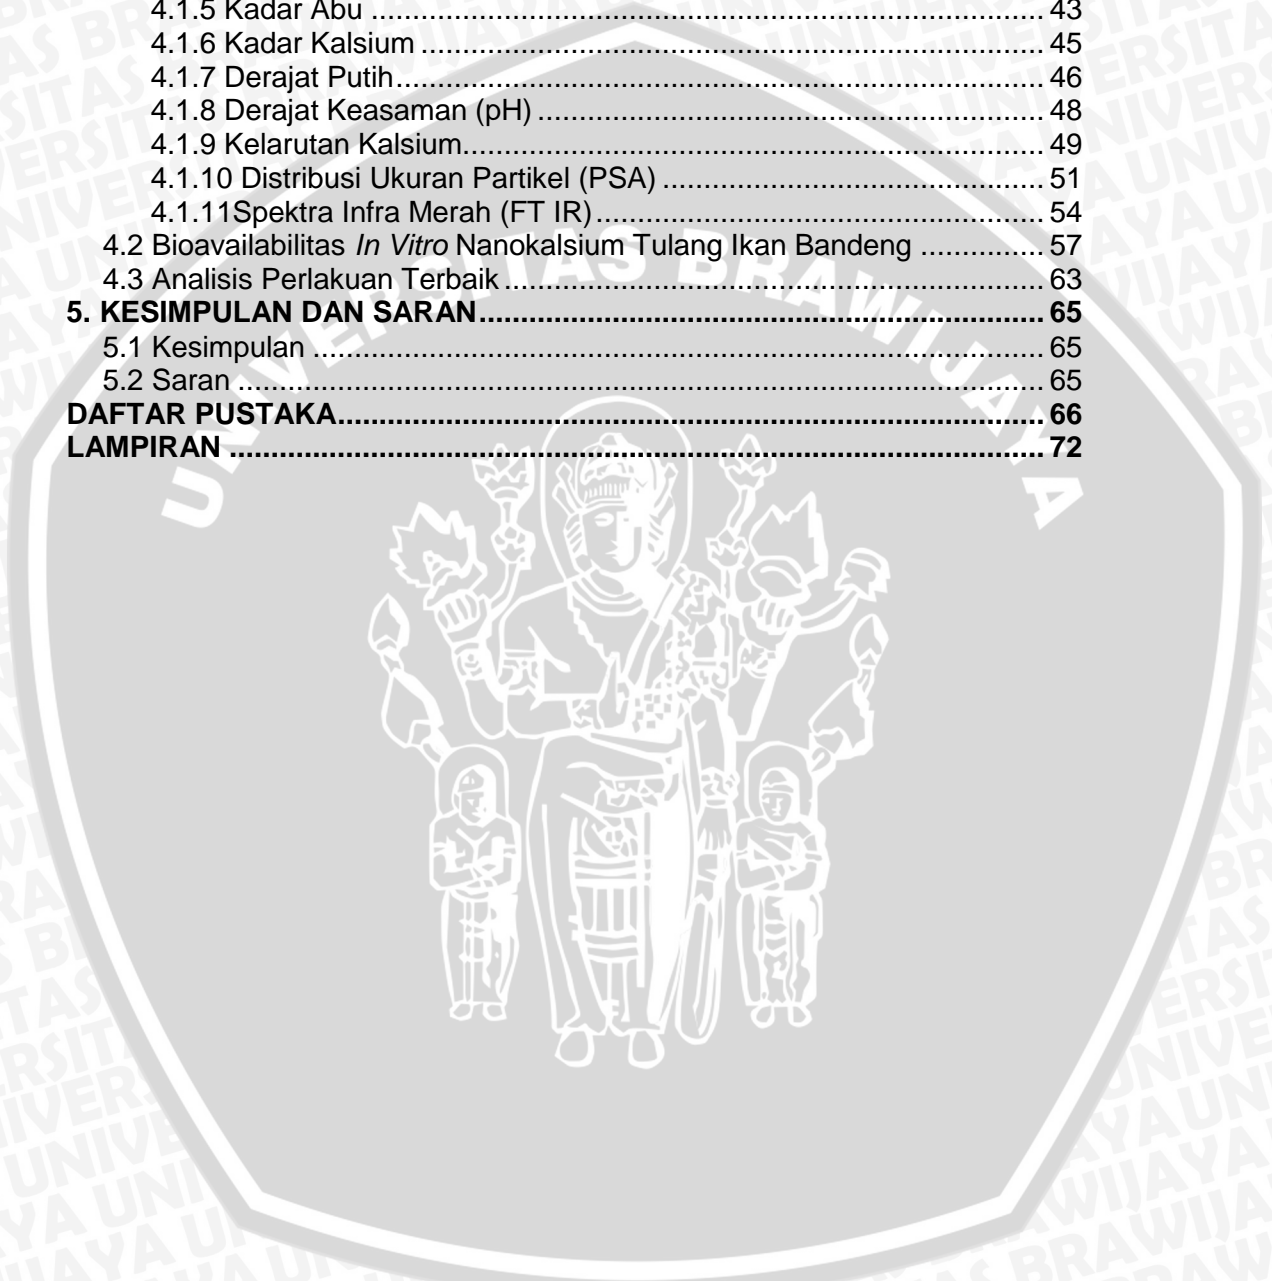 4.1.5 Kadar Abu .................................................................................. 43
4.1.6 Kadar Kalsium ............................................................................ 45
4.1.7 Derajat Putih............................................................................... 46
4.1.8 Derajat Keasaman (pH) .............................................................. 48
4.1.9 Kelarutan Kalsium....................................................................... 49
4.1.10 Distribusi Ukuran Partikel (PSA) ............................................... 51
4.1.11Spektra Infra Merah (FT IR)....................................................... 54
4.2 Bioavailabilitas In Vitro Nanokalsium Tulang Ikan Bandeng ............... 57
4.3 Analisis Perlakuan Terbaik .................................................................. 63
5. KESIMPULAN DAN SARAN..................................................................... 65
5.1 Kesimpulan ......................................................................................... 65
5.2 Saran .................................................................................................. 65
DAFTAR PUSTAKA...................................................................................... 66
LAMPIRAN ................................................................................................... 72
UNIVERSITAS BRAWIJAYA